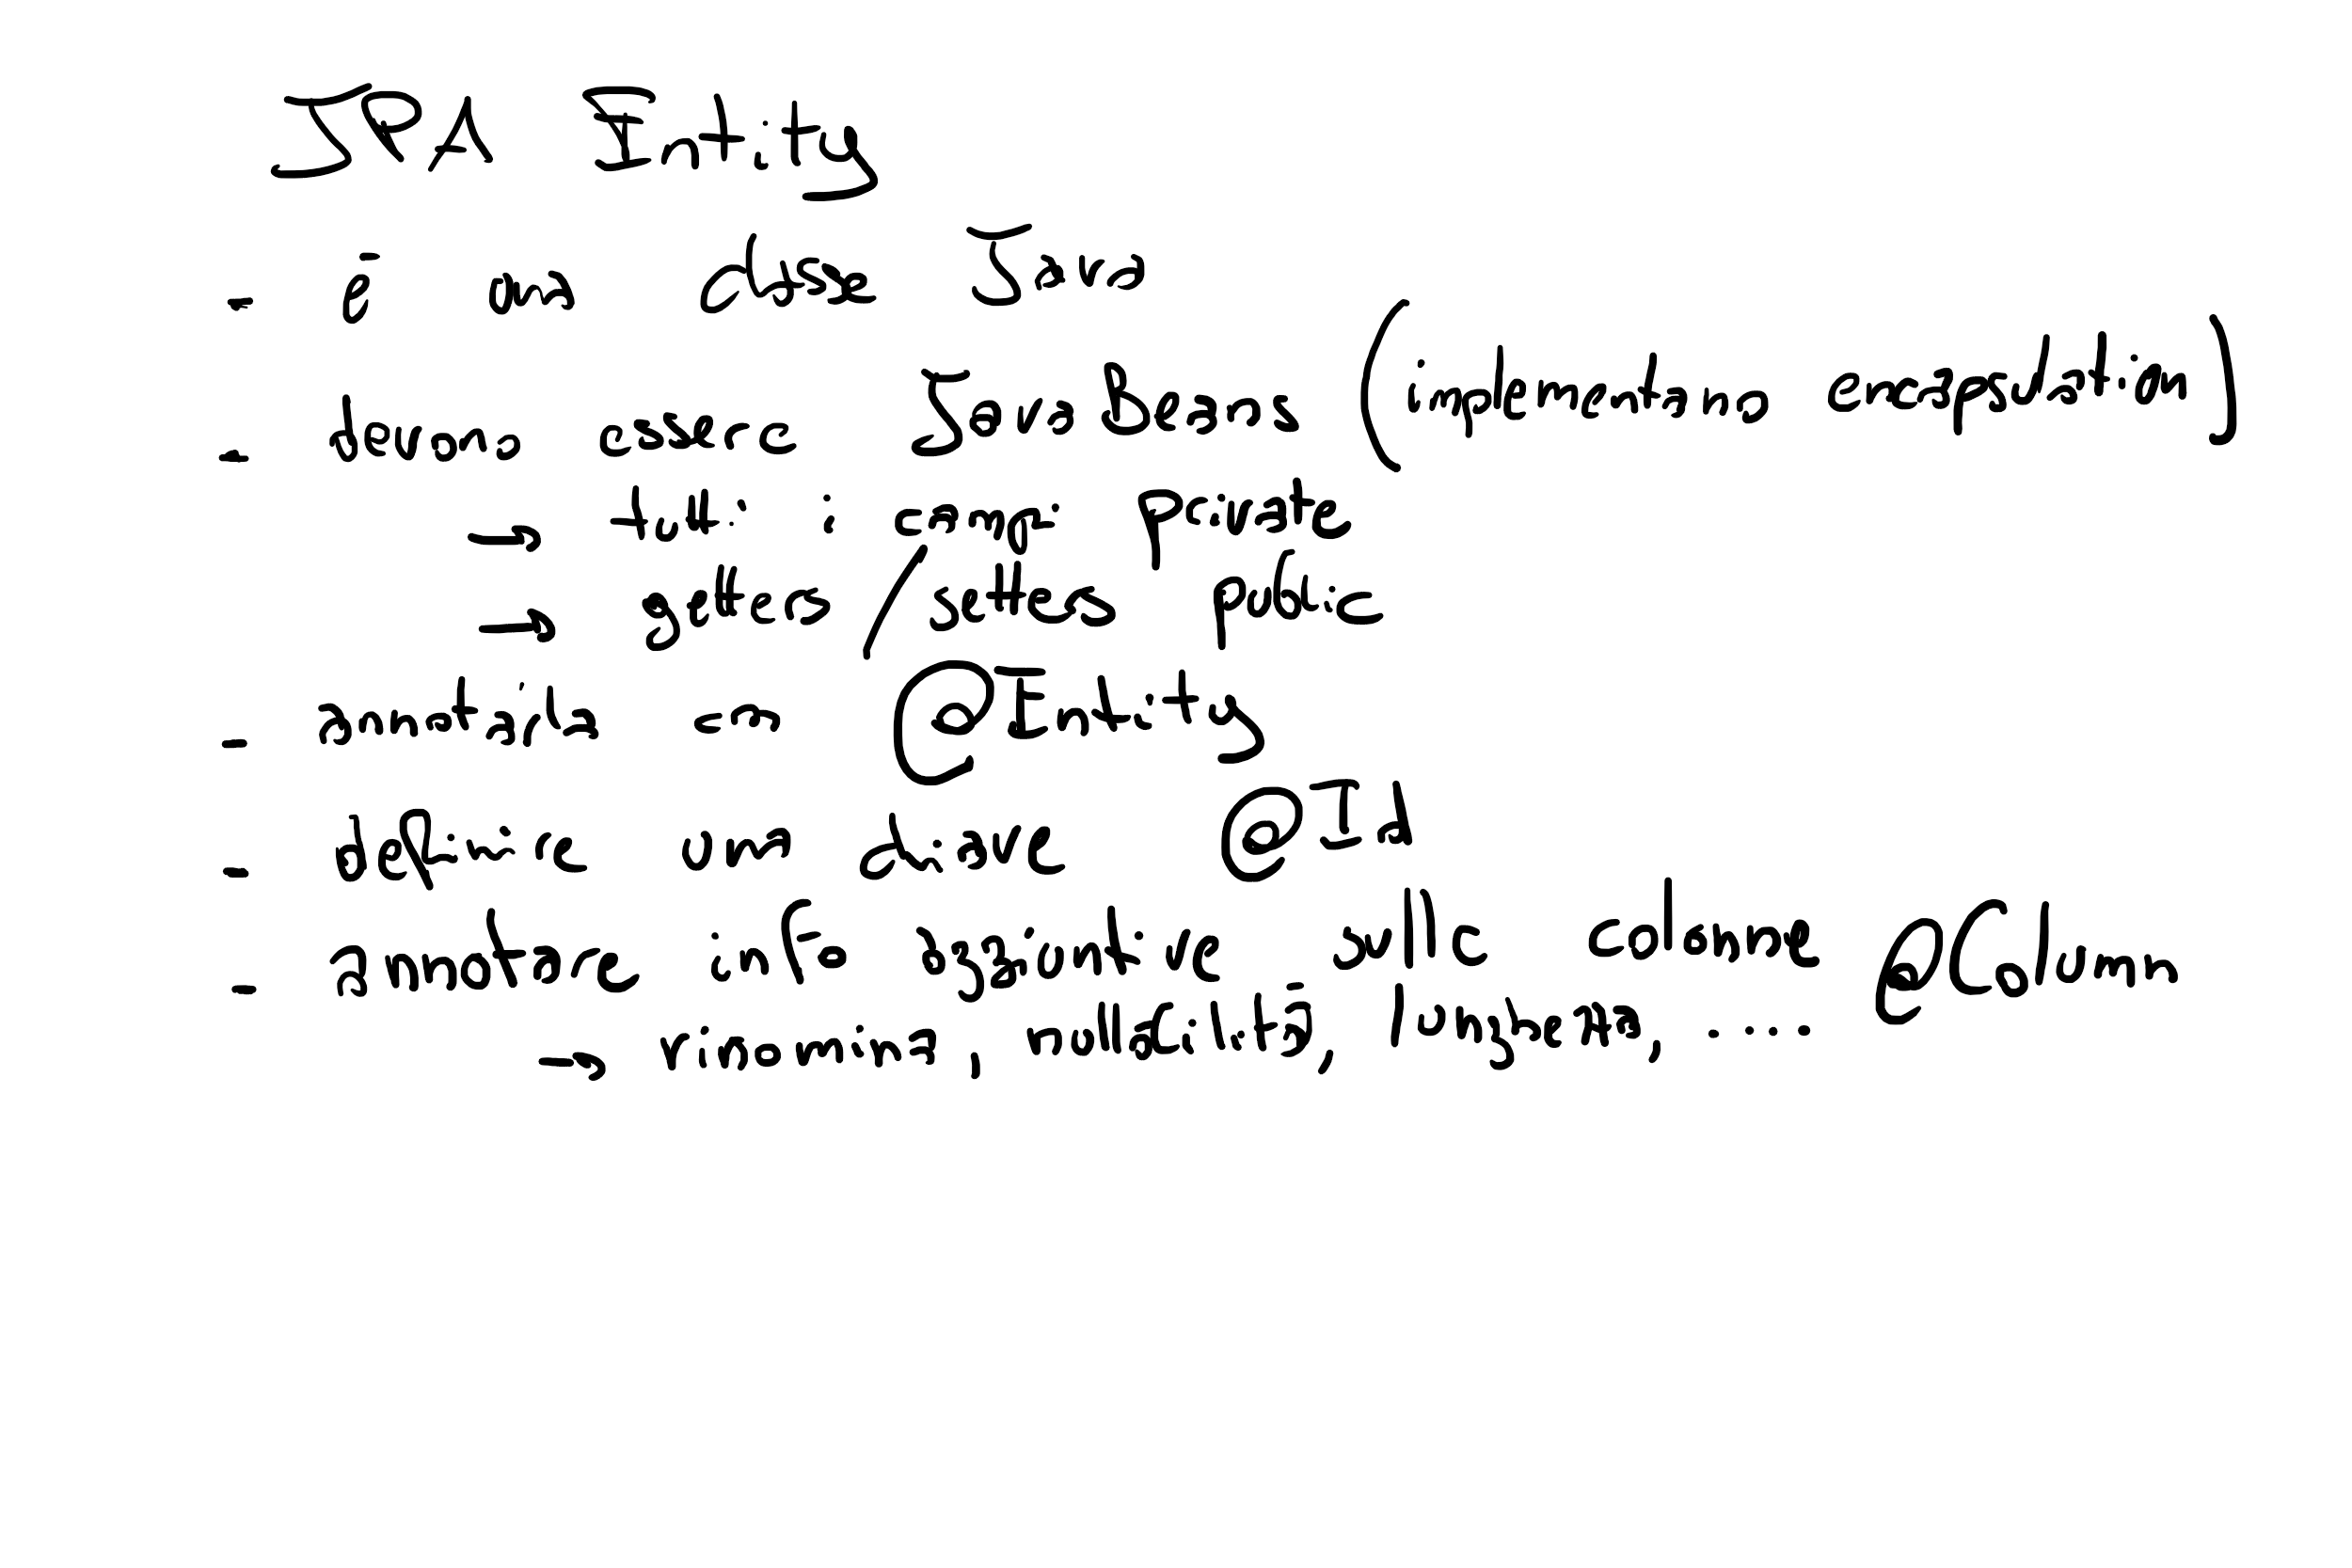 JPA Entity
- è una classe Java
- devono essere JavaBeans (implementano encapsulation)
→ tutti i campi private
→ getters / setters public
- annotarla con @Entity
- definire una chiave @Id
- annotare info aggiuntive sulle colonne @Column
→ rinomina, nullabilità, lunghezza, ....